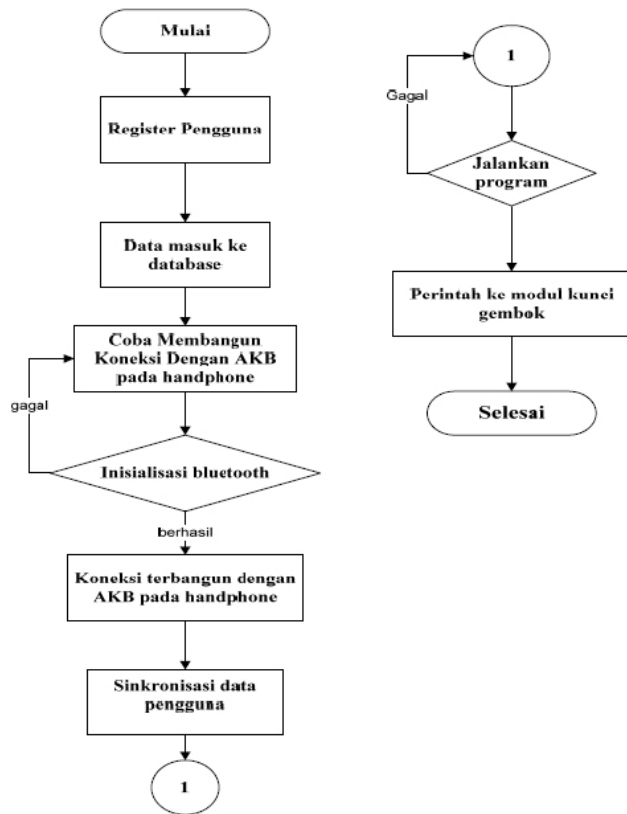 Mulai
Register Pengguna
Data masuk ke
database
Coba Membangun
Koneksi Dengan AKB
pada handphone
gagal
Inisialisasi bluetooth
berhasil
Koneksi terbangun dengan
AKB pada handphone
Sinkronisasi data
pengguna
1
1
Gagal
Jalankan
program
Perintah ke modul kunci
gembok
Selesai